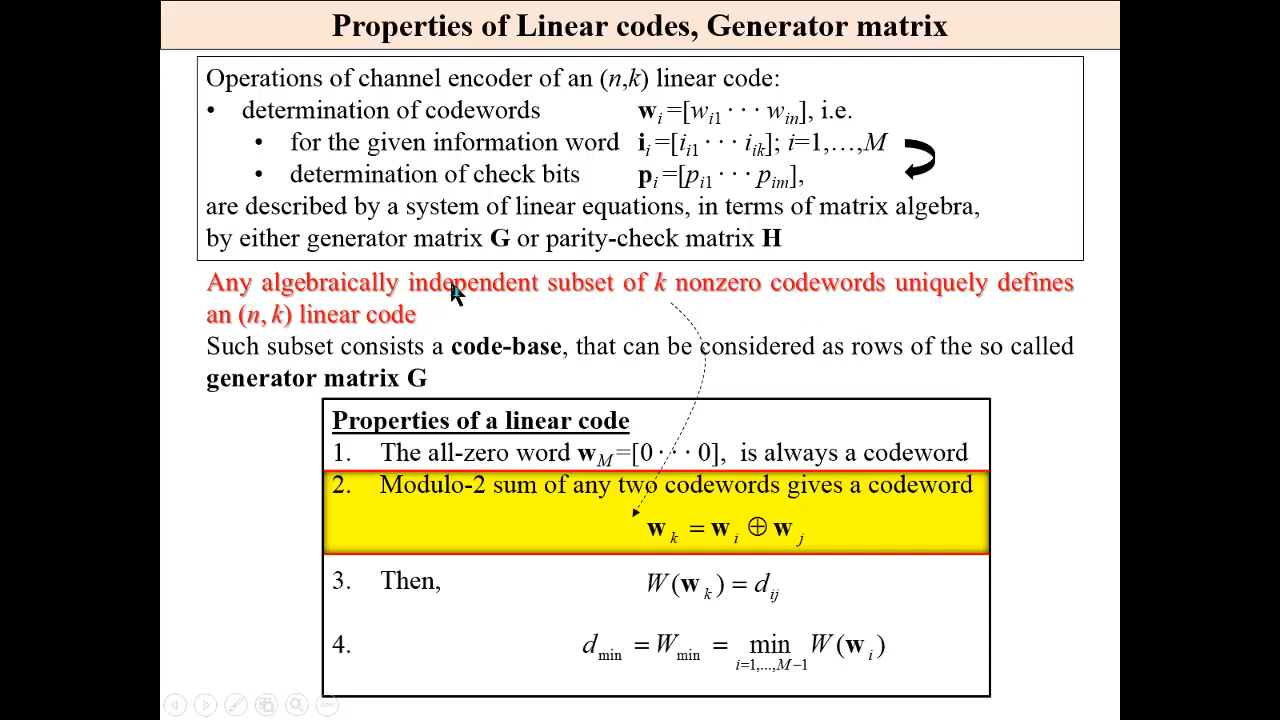 Properties of Linear codes, Generator matrix
Operations of channel encoder of an (n,k) linear code:
• determination of codewords w_i =[w_i1 · · · w_in], i.e.
• for the given information word i_i =[i_i1 · · · i_ik]; i=1,…,M
• determination of check bits p_i =[p_i1 · · · p_im],
are described by a system of linear equations, in terms of matrix algebra,
by either generator matrix G or parity-check matrix H
Any algebraically independent subset of k nonzero codewords uniquely defines
an (n, k) linear code
Such subset consists a code-base, that can be considered as rows of the so called
generator matrix G
Properties of a linear code
1. The all-zero word w_M=[0 · · · 0], is always a codeword
2. Modulo-2 sum of any two codewords gives a codeword
w_k = w_i ⊕ w_j
3. Then, W(w_k) = d_ij
4. d_min = W_min = min_{i=1,...,M−1} W(w_i)